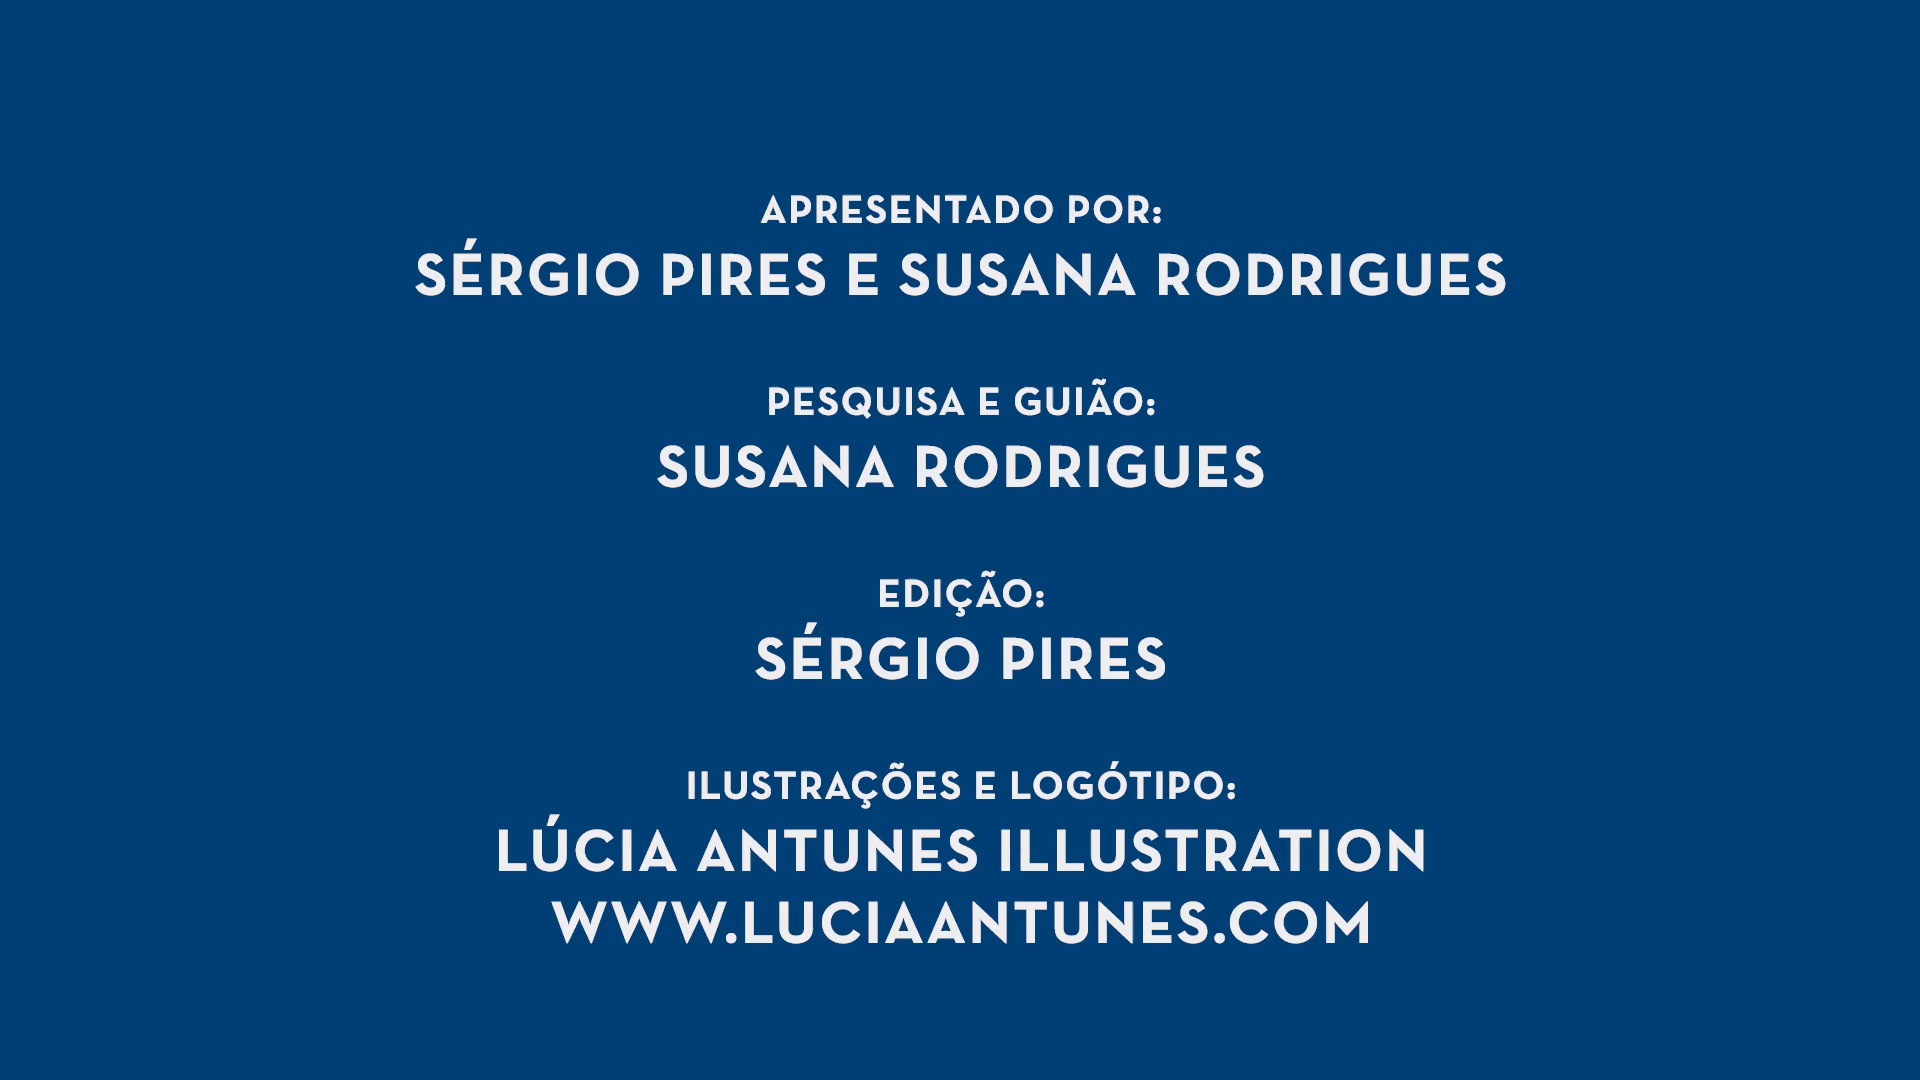 APRESENTADO POR:
SÉRGIO PIRES E SUSANA RODRIGUES
PESQUISA E GUIÃO:
SUSANA RODRIGUES
EDIÇÃO:
SÉRGIO PIRES
ILUSTRAÇÕES E LOGÓTIPO:
LÚCIA ANTUNES ILLUSTRATION
WWW.LUCIAANTUNES.COM